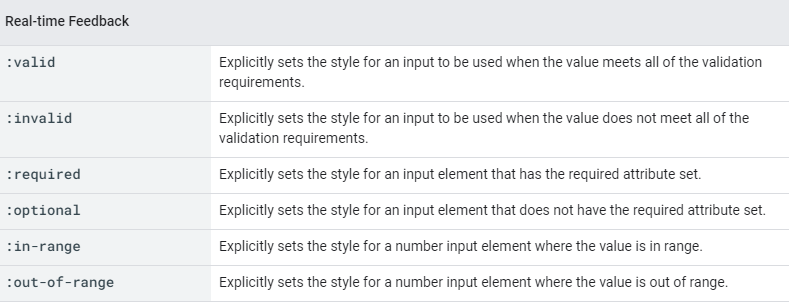 Real-time Feedback
:valid
Explicitly sets the style for an input to be used when the value meets all of the validation
requirements.
:invalid
Explicitly sets the style for an input to be used when the value does not meet all of the
validation requirements.
:required
Explicitly sets the style for an input element that has the required attribute set.
:optional
Explicitly sets the style for an input element that does not have the required attribute set.
:in-range
Explicitly sets the style for a number input element where the value is in range.
:out-of-range
Explicitly sets the style for a number input element where the value is out of range.